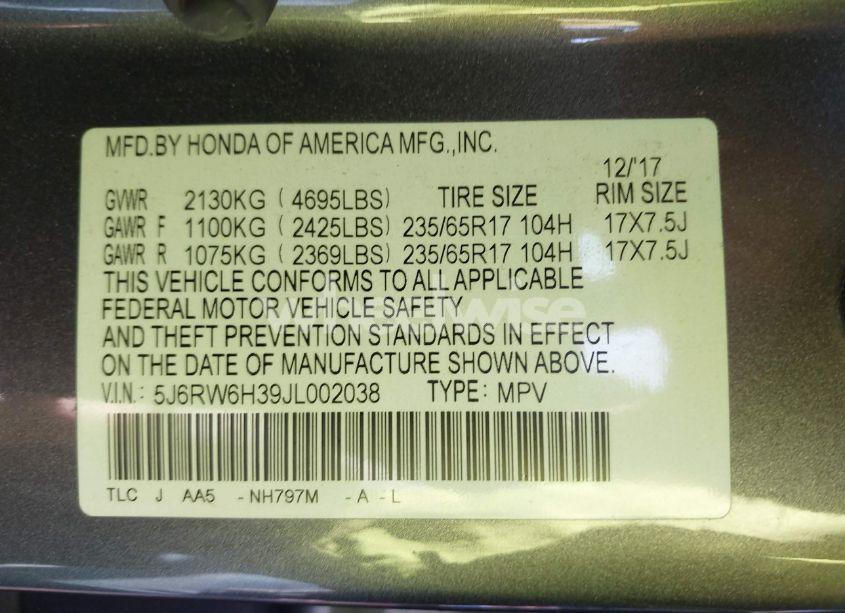 MFD.BY HONDA OF AMERICA MFG.,INC.
12/'17
GVWR 2130KG ( 4695LBS) TIRE SIZE RIM SIZE
GAWR F 1100KG ( 2425LBS) 235/65R17 104H 17X7.5J
GAWR R 1075KG ( 2369LBS) 235/65R17 104H 17X7.5J
THIS VEHICLE CONFORMS TO ALL APPLICABLE
FEDERAL MOTOR VEHICLE SAFETY
AND THEFT PREVENTION STANDARDS IN EFFECT
ON THE DATE OF MANUFACTURE SHOWN ABOVE.
V.I.N.: 5J6RW6H39JL002038 TYPE: MPV
TLC J AA5 -NH797M -A -L